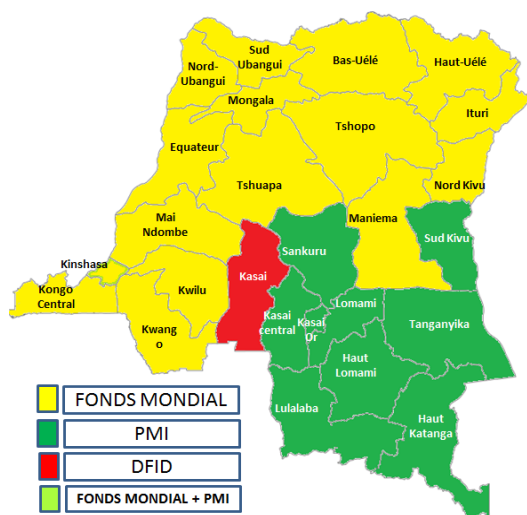 Sud
Ubangui
Nord-
Ubangui
Bas-Uélé
Haut-Uélé
Mongala
Ituri
Tshopo
Equateur
Tshuapa
Nord Kivu
Maniema
Mai
Ndombe
Sud Kivu
Sankuru
Kinshasa
Kasai
Kongo
Central
Kwilu
Lomami
Tanganyika
Kasai
central
Kasai
Or
Kwang
o
Haut
Lomami
Lulalaba
Haut
Katanga
FONDS MONDIAL
PMI
DFID
FONDS MONDIAL + PMI